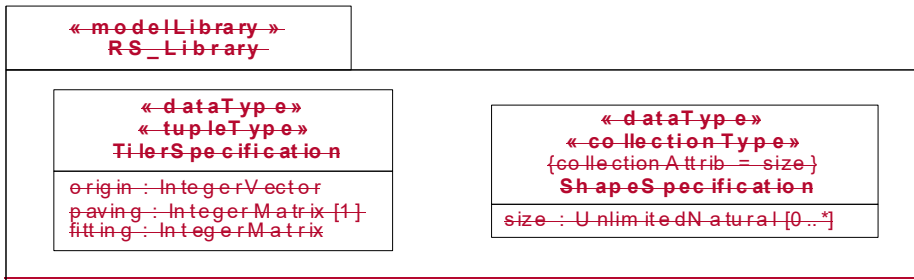 « modelLibrary »
RS_Library
« dataType»
« tupleType»
TilerSpecification
origin : IntegerVector
paving : IntegerMatrix [1]
fitting : IntegerMatrix
« dataType»
« collectionType»
{collectionAttrib = size}
ShapeSpecification
size : UnlimitedNatural [0..*]